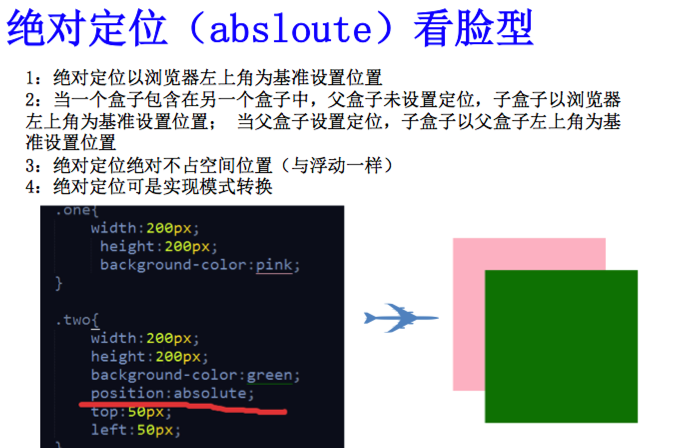 绝对定位（absloute）看脸型
1：绝对定位以浏览器左上角为基准设置位置
2：当一个盒子包含在另一个盒子中，父盒子未设置定位，子盒子以浏览器
左上角为基准设置位置； 当父盒子设置定位，子盒子以父盒子左上角为基
准设置位置
3：绝对定位绝对不占空间位置（与浮动一样）
4：绝对定位可是实现模式转换
.one{
width:200px;
height:200px;
background-color:pink;
}
.two{
width:200px;
height:200px;
background-color:green;
position:absolute;
top:50px;
left:50px;
}